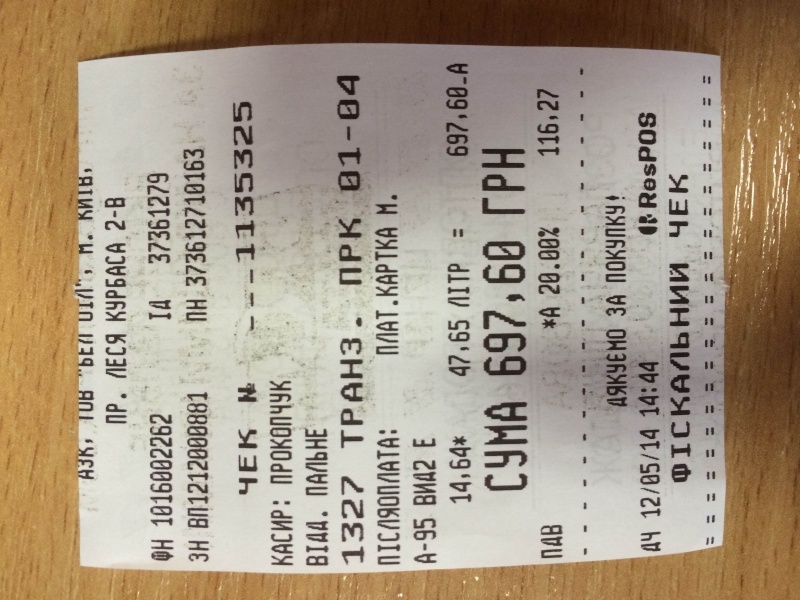 АЗК, ТОВ "БЕЛ ОІЛ", М. КИЇВ,
ПР. ЛЕСЯ КУРБАСА 2-В
ФН 1016002262 ІД 37361279
ЗН ВП1212000881 ПН 373612710163
ЧЕК № ---1135325
КАСИР: ПРОКОПЧУК
ВІДД. ПАЛЬНЕ
1327 ТРАНЗ. ПРК 01-04
ПІСЛЯОПЛАТА: ПЛАТ.КАРТКА М.
А-95 ВИД2 Е
14,64* 47,65 ЛІТР = 697,60-А
СУМА 697,60 ГРН
ПДВ *А 20.00% 116,27
ДЯКУЄМО ЗА ПОКУПКУ!
ДЧ 12/05/14 14:44 ResPOS
ФІСКАЛЬНИЙ ЧЕК